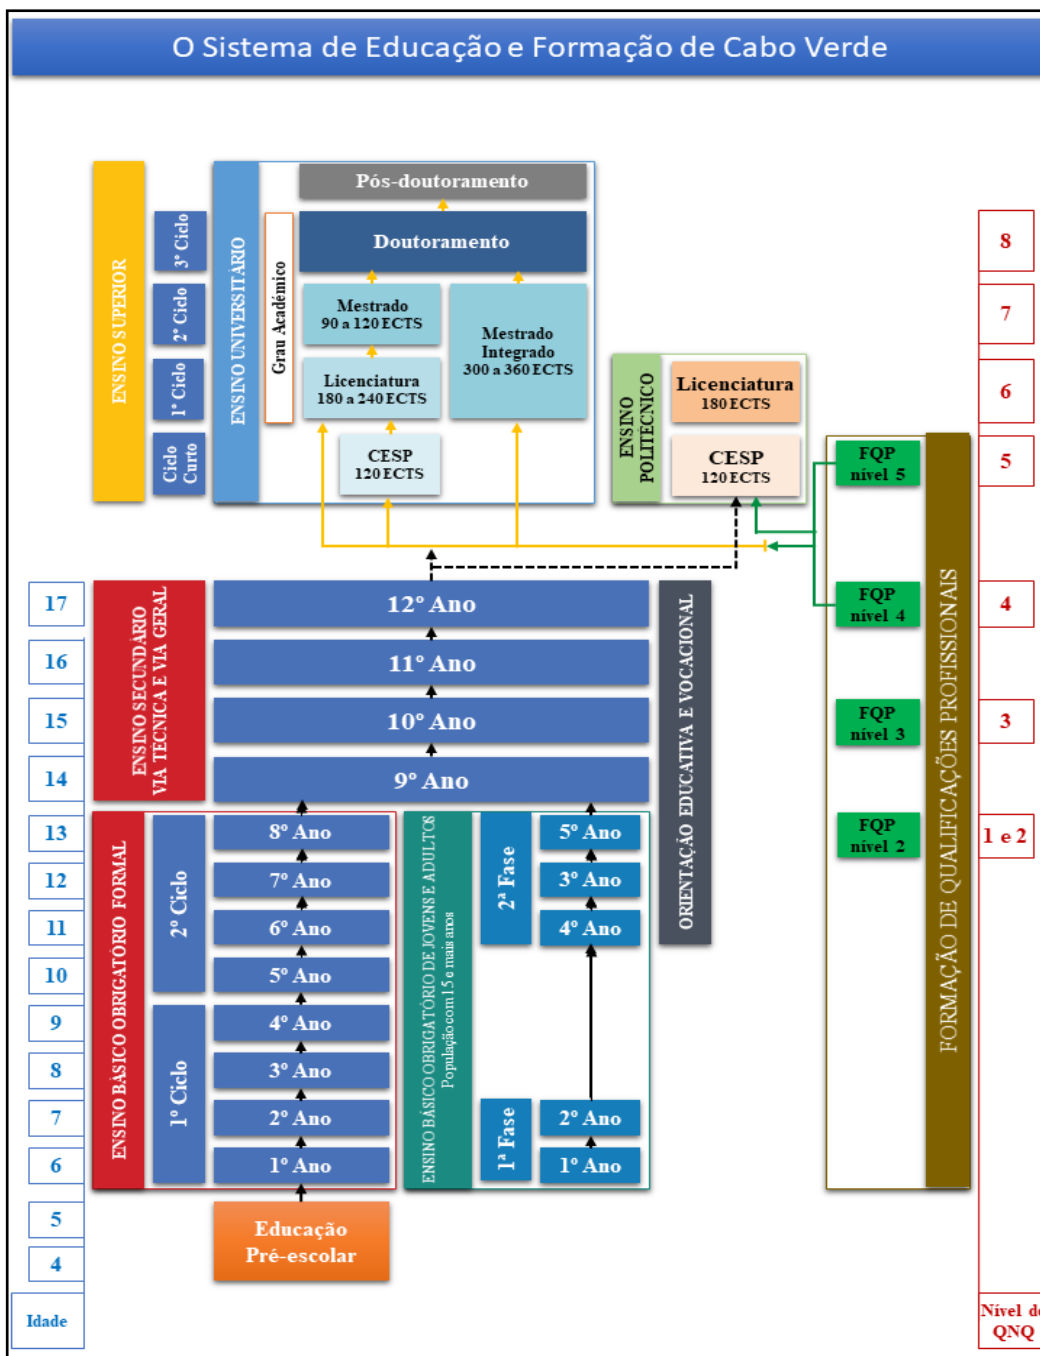 O Sistema de Educação e Formação de Cabo Verde
ENSINO SUPERIOR
3º Ciclo
2º Ciclo
1º Ciclo
Ciclo
Curto
ENSINO UNIVERSITÁRIO
Grau Académico
Pós-doutoramento
Doutoramento
Mestrado
90 a 120 ECTS
Mestrado
Integrado
300 a 360 ECTS
Licenciatura
180 a 240 ECTS
CESP
120 ECTS
ENSINO
POLITÉCNICO
Licenciatura
180 ECTS
CESP
120 ECTS
FQP
nível 5
FQP
nível 4
FQP
nível 3
FQP
nível 2
FORMAÇÃO DE QUALIFICAÇÕES PROFISSIONAIS
8
7
6
5
4
3
1 e 2
Nível de
QNQ
17
16
15
14
13
12
11
10
9
8
7
6
5
4
Idade
ENSINO SECUNDÁRIO
VIA TÉCNICA E VIA GERAL
12º Ano
11º Ano
10º Ano
9º Ano
ORIENTAÇÃO EDUCATIVA E VOCACIONAL
ENSINO BÀSICO OBRIGATÓRIO FORMAL
2º Ciclo
1º Ciclo
8º Ano
7º Ano
6º Ano
5º Ano
4º Ano
3º Ano
2º Ano
1º Ano
ENSINO BÁSICO OBRIGATÓRIO DE JOVENS E ADULTOS
População com 15 e mais anos
2ª Fase
1ª Fase
5º Ano
3º Ano
4º Ano
2º Ano
1º Ano
Educação
Pré-escolar